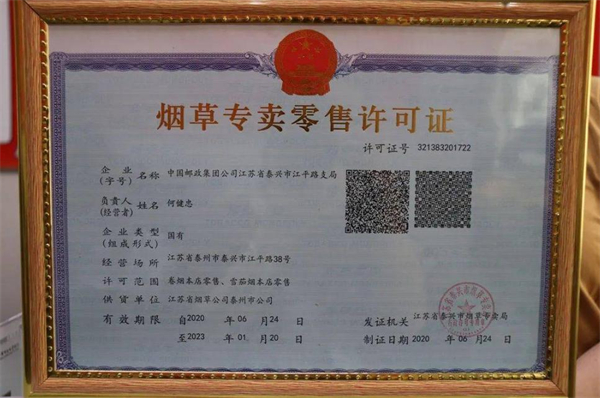 烟草专卖零售许可证
许可证号 321383201722
企业(字号)名称 中国邮政集团公司江苏省泰兴市江平路支局
负责人(经营者)姓名 何健忠
企业类型(组成形式) 国有
经营场所 江苏省泰州市泰兴市江平路38号
许可范围 卷烟本店零售、雪茄烟本店零售
供货单位 江苏省烟草公司泰州市公司
有效期限 自2020 年 06 月 24 日
至2023 年 01 月 20 日
发证机关 江苏省泰兴市烟草专卖局
制证日期 2020 年 06 月 24 日